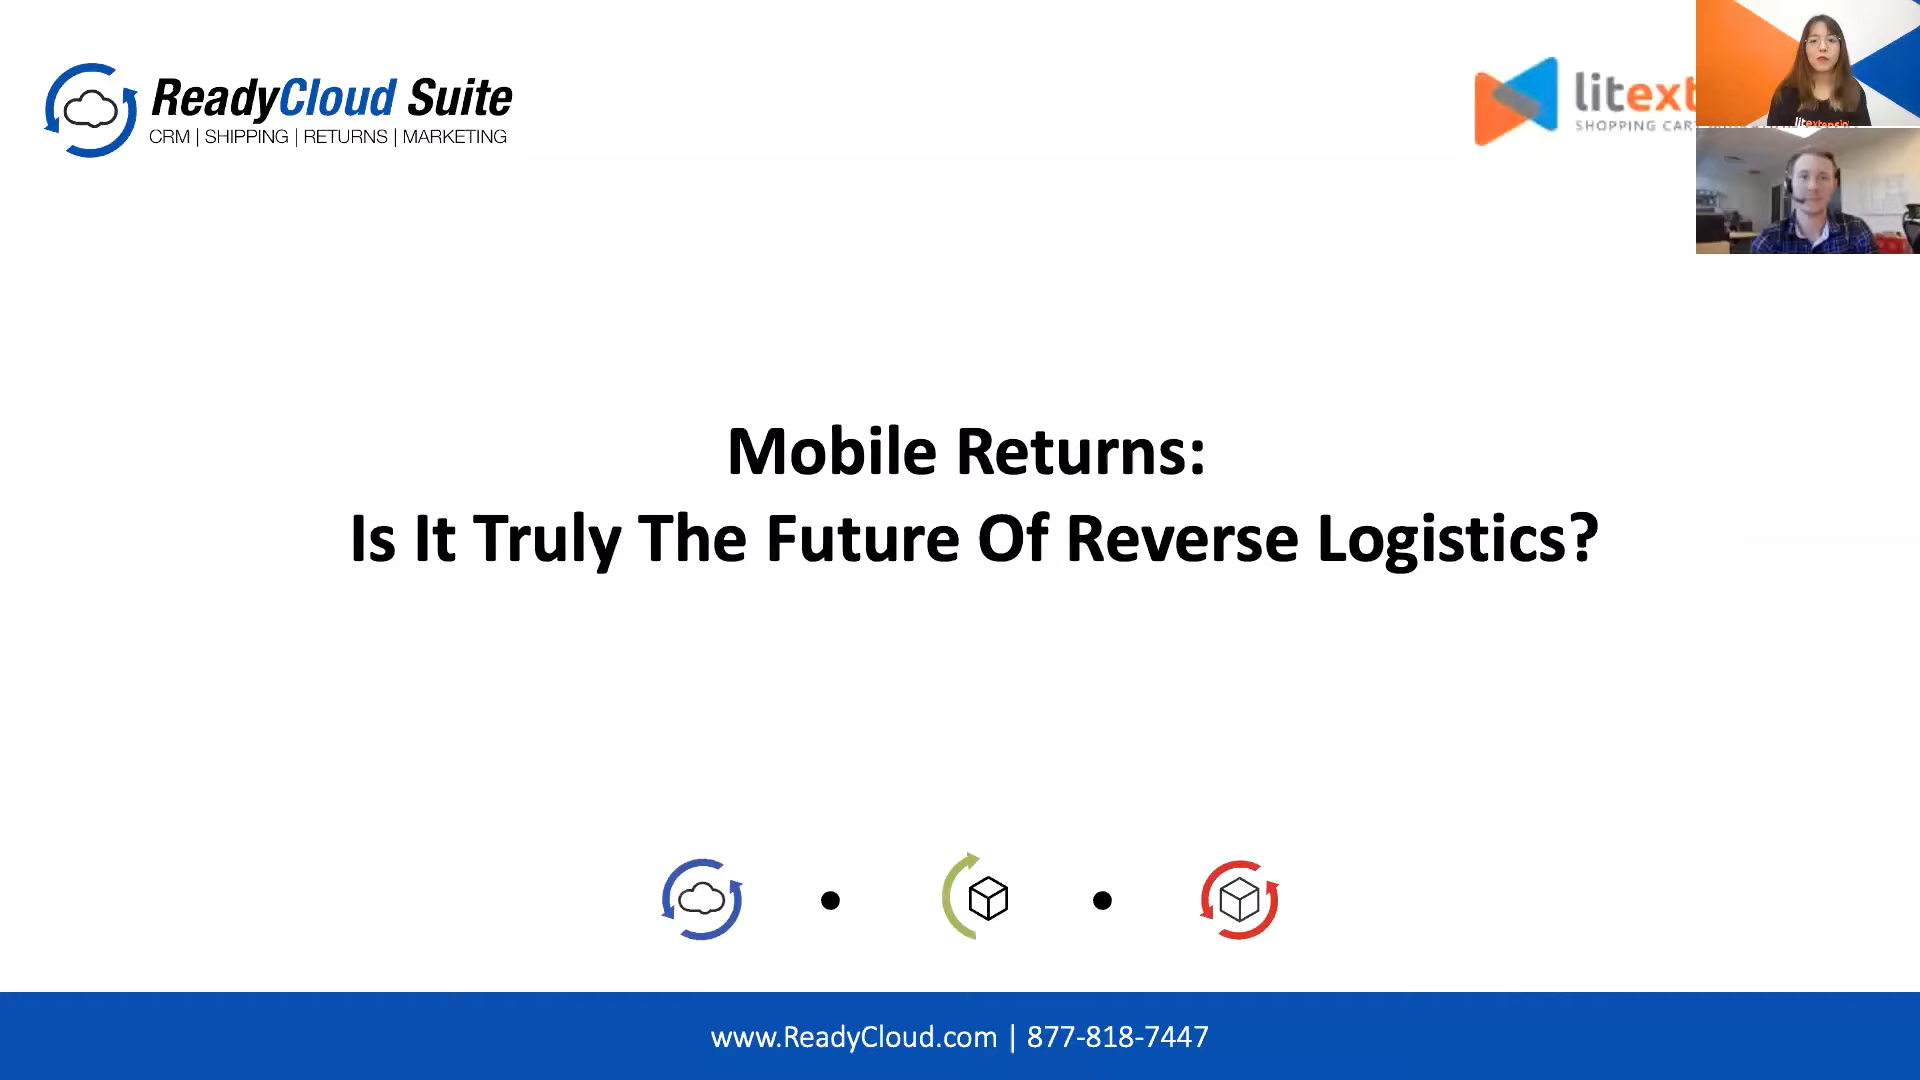 ReadyCloud Suite
CRM | SHIPPING | RETURNS | MARKETING
litext
SHOPPING CAR
litextensio
Mobile Returns:
Is It Truly The Future Of Reverse Logistics?
www.ReadyCloud.com | 877-818-7447